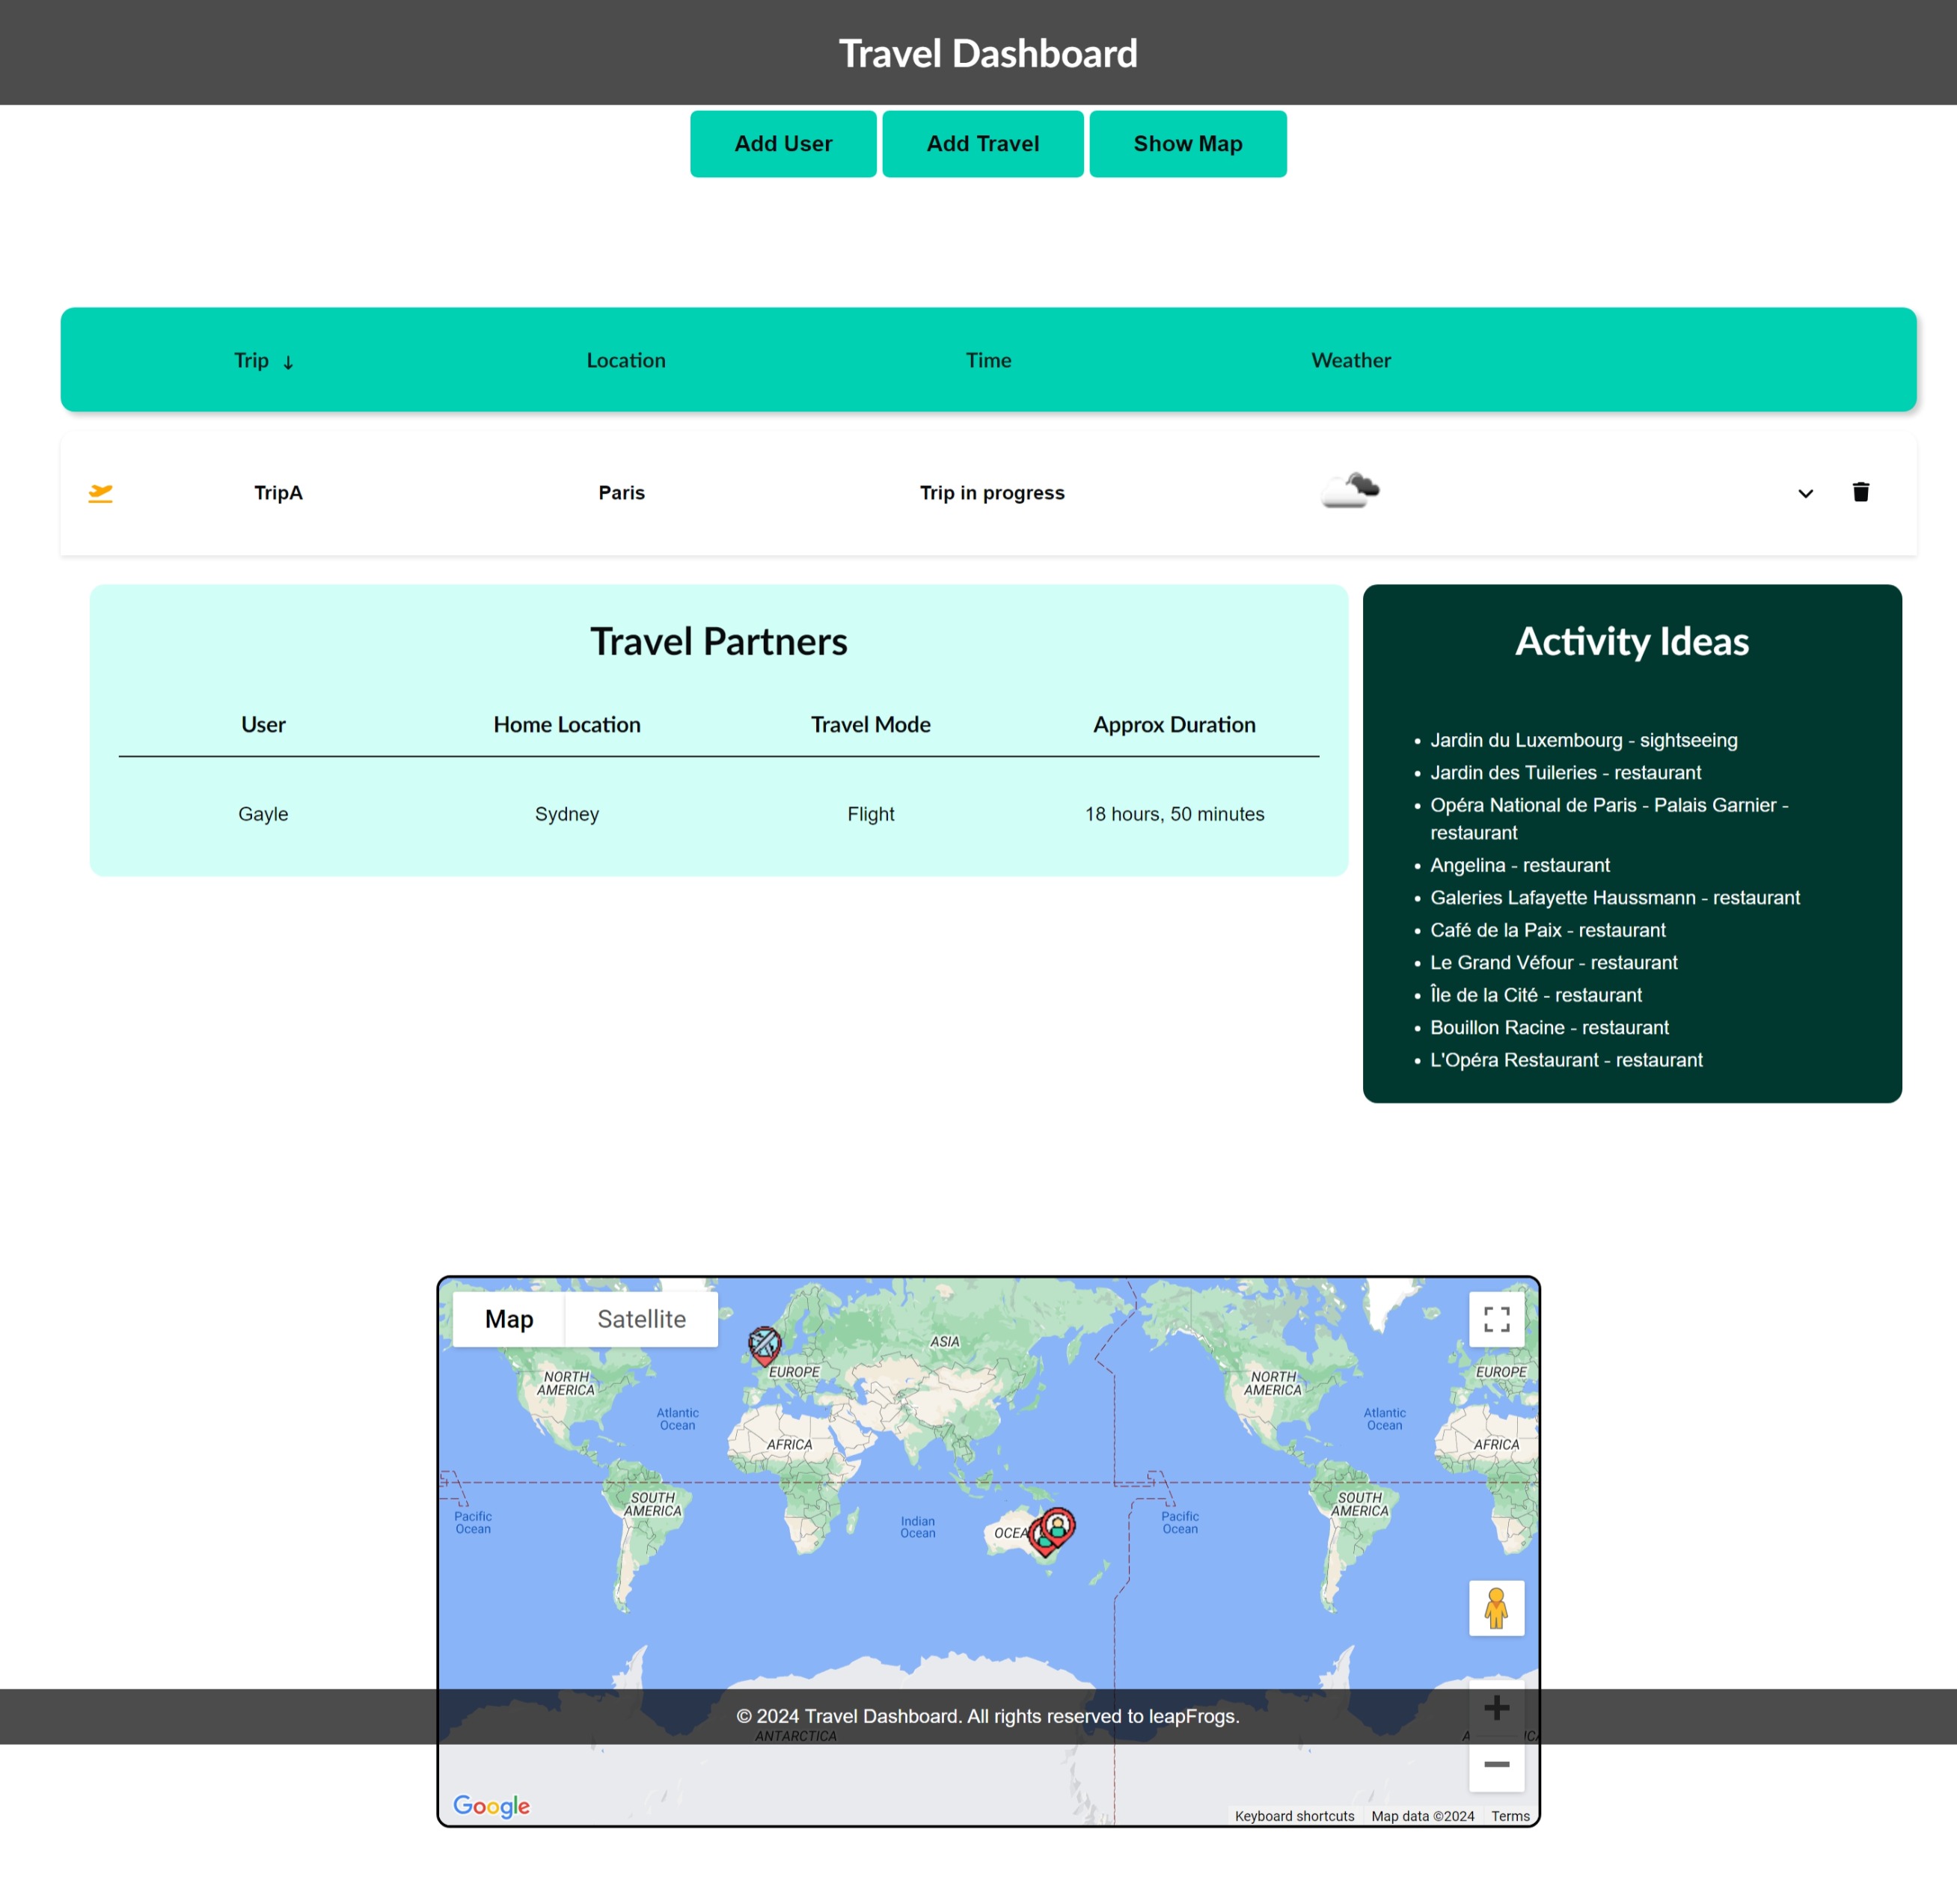 Travel Dashboard
Add User
Add Travel
Show Map
Trip ↓
Location
Time
Weather
TripA
Paris
Trip in progress
Travel Partners
User
Home Location
Travel Mode
Approx Duration
Gayle
Sydney
Flight
18 hours, 50 minutes
Activity Ideas
• Jardin du Luxembourg - sightseeing
• Jardin des Tuileries - restaurant
• Opéra National de Paris - Palais Garnier -
restaurant
• Angelina - restaurant
• Galeries Lafayette Haussmann - restaurant
• Café de la Paix - restaurant
• Le Grand Véfour - restaurant
• Île de la Cité - restaurant
• Bouillon Racine - restaurant
• L'Opéra Restaurant - restaurant
Map
Satellite
ASIA
EUROPE
EUROPE
NORTH
AMERICA
NORTH
AMERICA
Atlantic
Ocean
Atlantic
Ocean
AFRICA
AFRICA
SOUTH
AMERICA
SOUTH
AMERICA
Pacific
Ocean
Indian
Ocean
OCEA
Pacific
Ocean
© 2024 Travel Dashboard. All rights reserved to leapFrogs.
ANTARCTICA
Google
Keyboard shortcuts
Map data ©2024
Terms